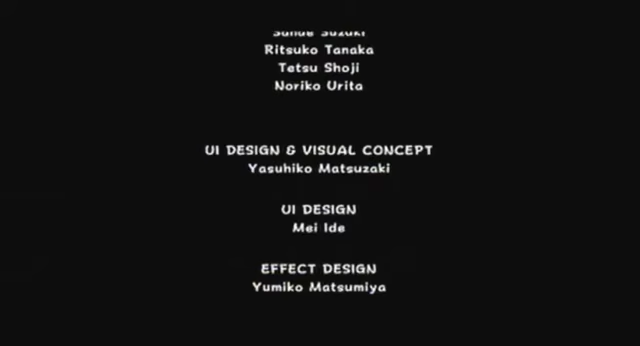 Ritsuko Tanaka
Tetsu Shoji
Noriko Urita
UI DESIGN & VISUAL CONCEPT
Yasuhiko Matsuzaki
UI DESIGN
Mei Ide
EFFECT DESIGN
Yumiko Matsumiya